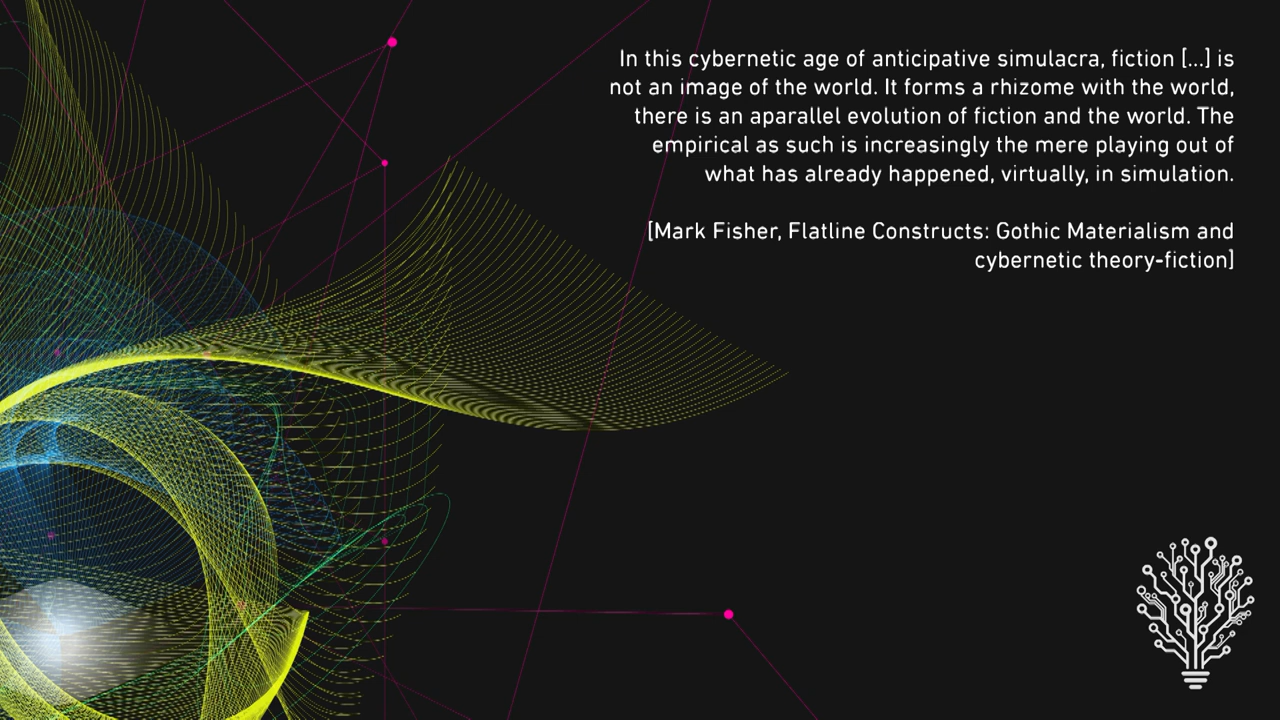 In this cybernetic age of anticipative simulacra, fiction [...] is
not an image of the world. It forms a rhizome with the world,
there is an aparallel evolution of fiction and the world. The
empirical as such is increasingly the mere playing out of
what has already happened, virtually, in simulation.
[Mark Fisher, Flatline Constructs: Gothic Materialism and
cybernetic theory-fiction]